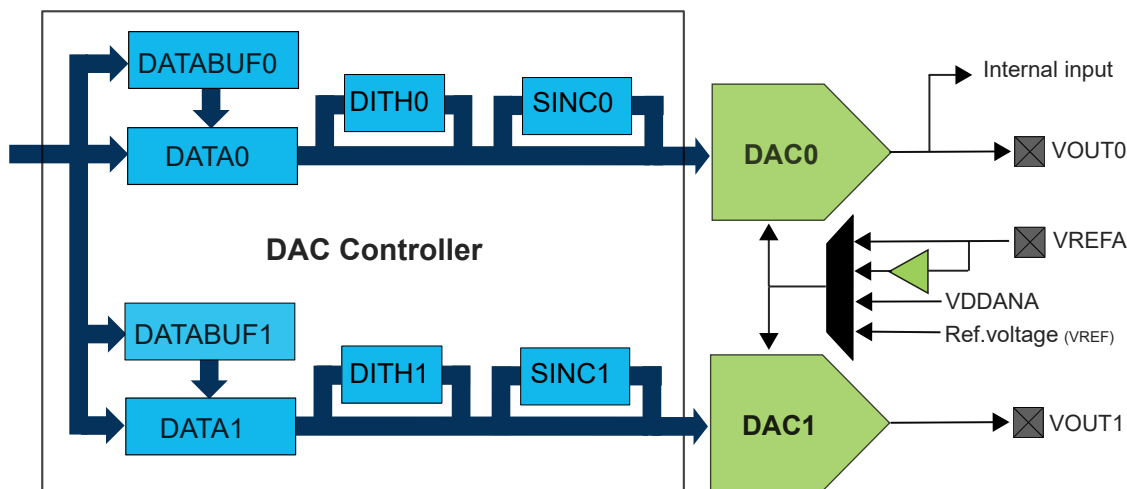 DATABUF0
DATA0
DITH0
SINC0
DAC0
Internal input
VOUT0
DAC Controller
VREFA
VDDANA
Ref.voltage (VREF)
DATABUF1
DATA1
DITH1
SINC1
DAC1
VOUT1